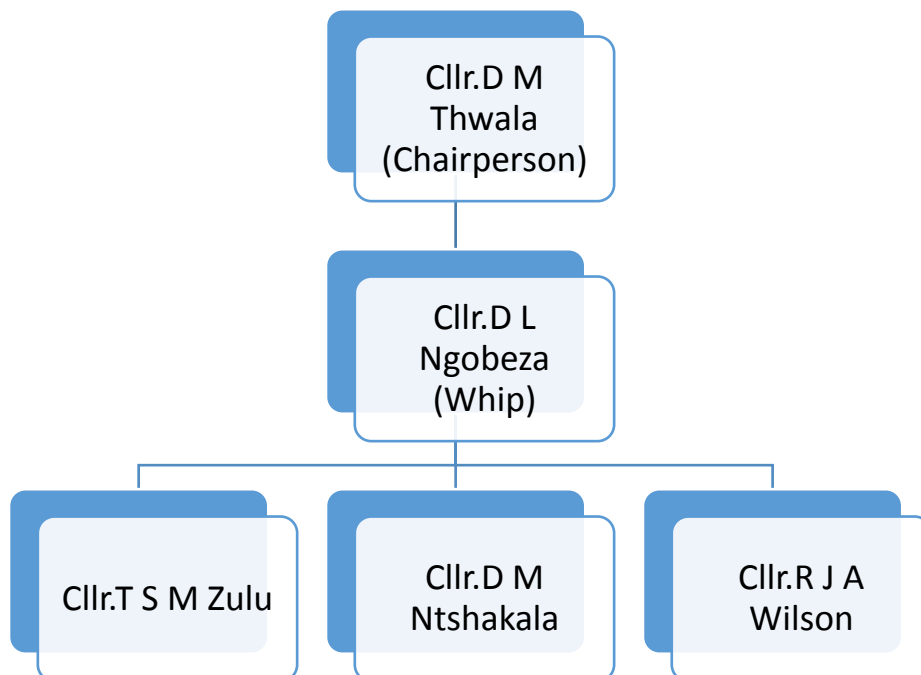 Cllr.D M
Thwala
(Chairperson)
Cllr.D L
Ngobeza
(Whip)
Cllr.T S M Zulu
Cllr.D M
Ntshakala
Cllr.R J A
Wilson